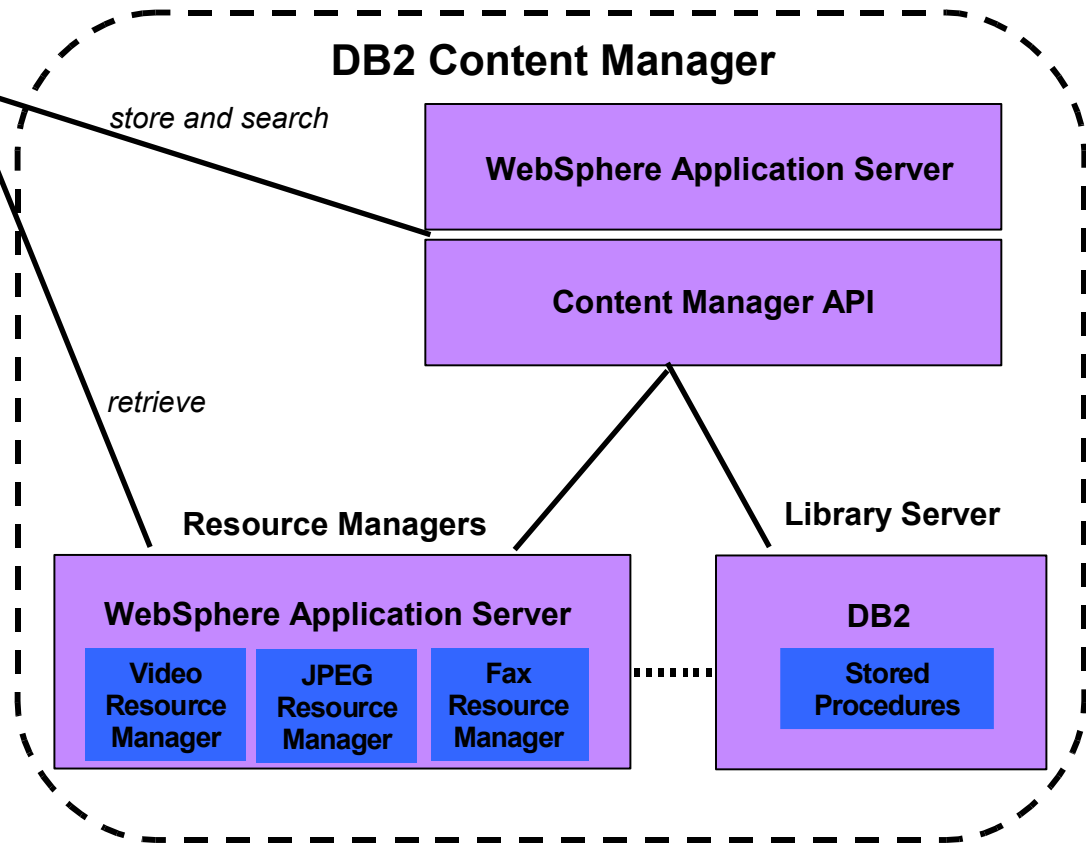 DB2 Content Manager
store and search
WebSphere Application Server
Content Manager API
retrieve
Resource Managers
Library Server
WebSphere Application Server
Video
Resource
Manager
JPEG
Resource
Manager
Fax
Resource
Manager
DB2
Stored
Procedures